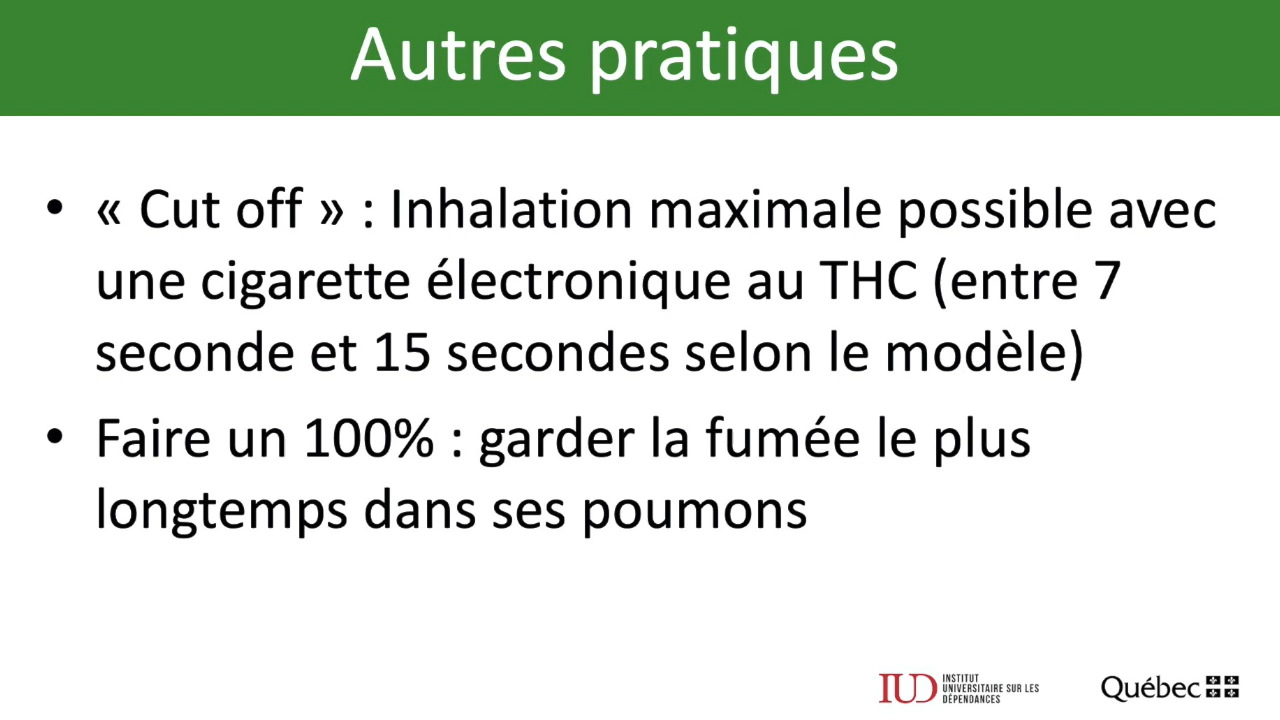 Autres pratiques
• « Cut off » : Inhalation maximale possible avec
une cigarette électronique au THC (entre 7
seconde et 15 secondes selon le modèle)
• Faire un 100% : garder la fumée le plus
longtemps dans ses poumons
IUD INSTITUT
UNIVERSITAIRE SUR LES
DÉPENDANCES
Québec